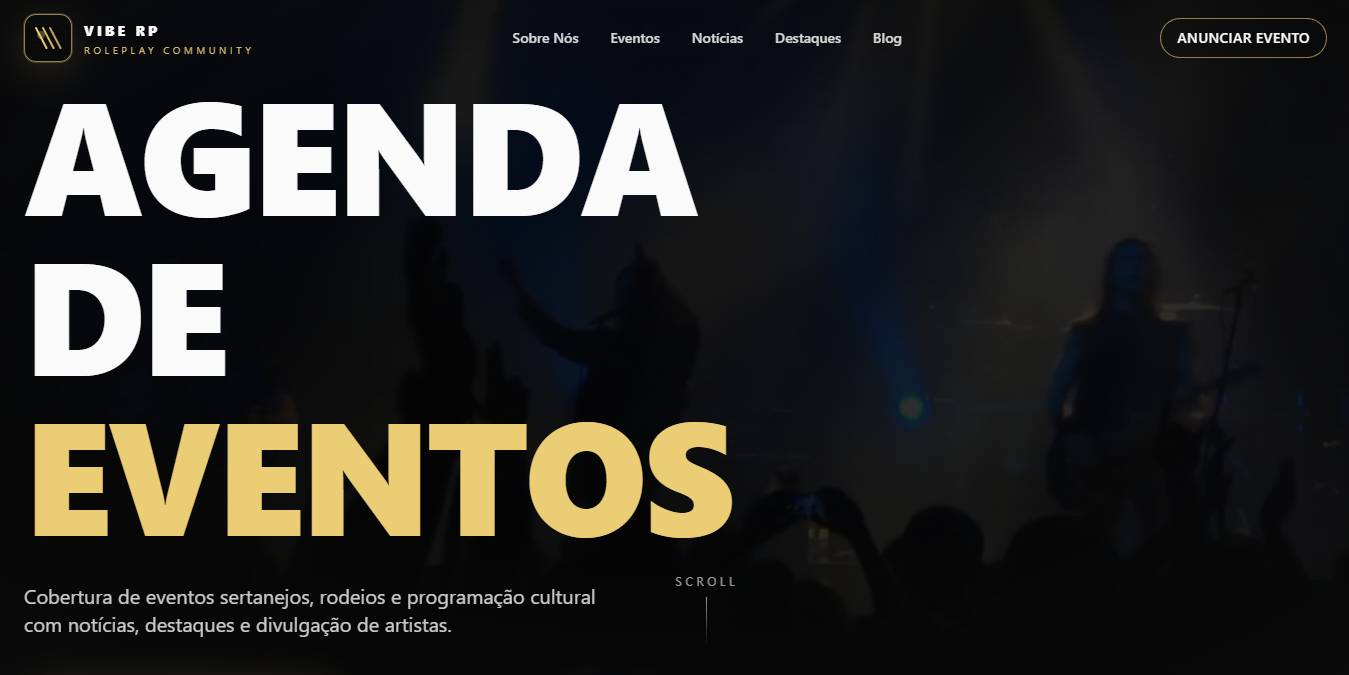 VIBE RP
ROLEPLAY COMMUNITY
Sobre Nós
Eventos
Notícias
Destaques
Blog
ANUNCIAR EVENTO
AGENDA
DE
EVENTOS
Cobertura de eventos sertanejos, rodeios e programação cultural
com notícias, destaques e divulgação de artistas.
SCROLL